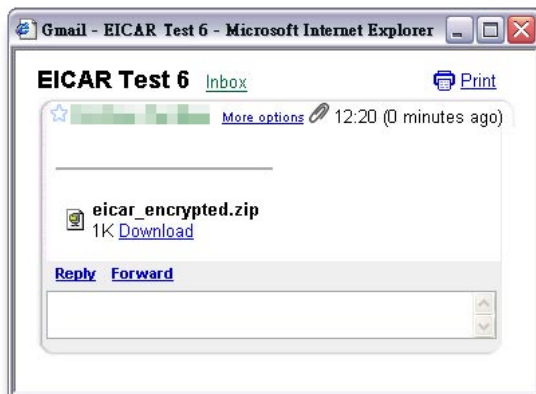 Gmail - EICAR Test 6 - Microsoft Internet Explorer
EICAR Test 6 Inbox Print
More options 12:20 (0 minutes ago)
eicar_encrypted.zip
1K Download
Reply Forward